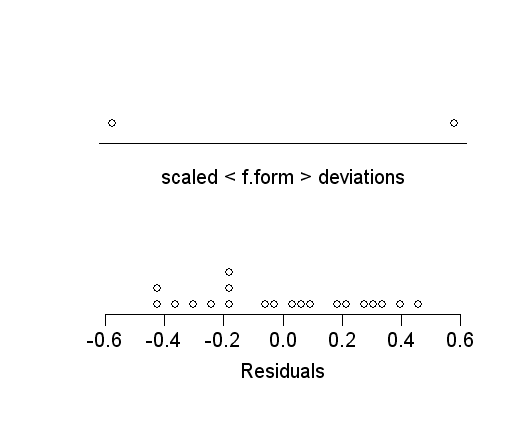 scaled < f.form > deviations
-0.6 -0.4 -0.2 0.0 0.2 0.4 0.6
Residuals